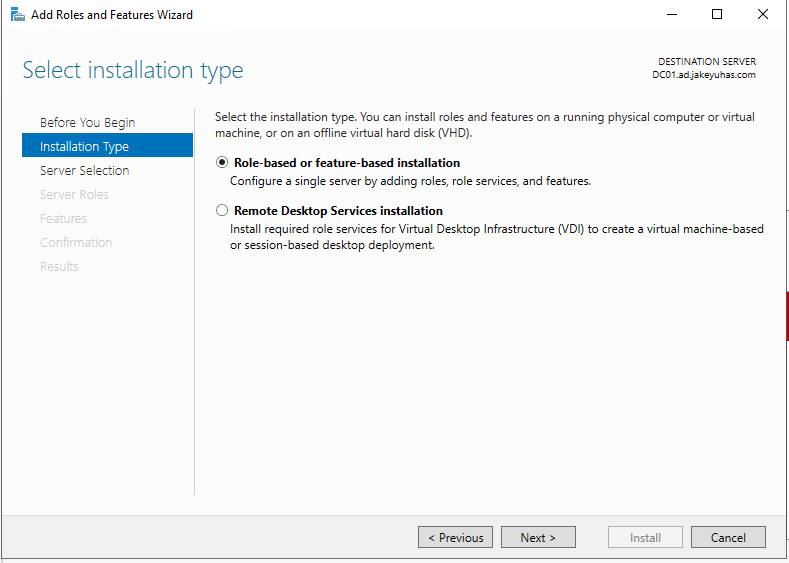 Add Roles and Features Wizard
Select installation type
DESTINATION SERVER
DC01.ad.jakeyuhas.com
Before You Begin
Installation Type
Server Selection
Server Roles
Features
Confirmation
Results
Select the installation type. You can install roles and features on a running physical computer or virtual
machine, or on an offline virtual hard disk (VHD).
Role-based or feature-based installation
Configure a single server by adding roles, role services, and features.
Remote Desktop Services installation
Install required role services for Virtual Desktop Infrastructure (VDI) to create a virtual machine-based
or session-based desktop deployment.
< Previous
Next >
Install
Cancel